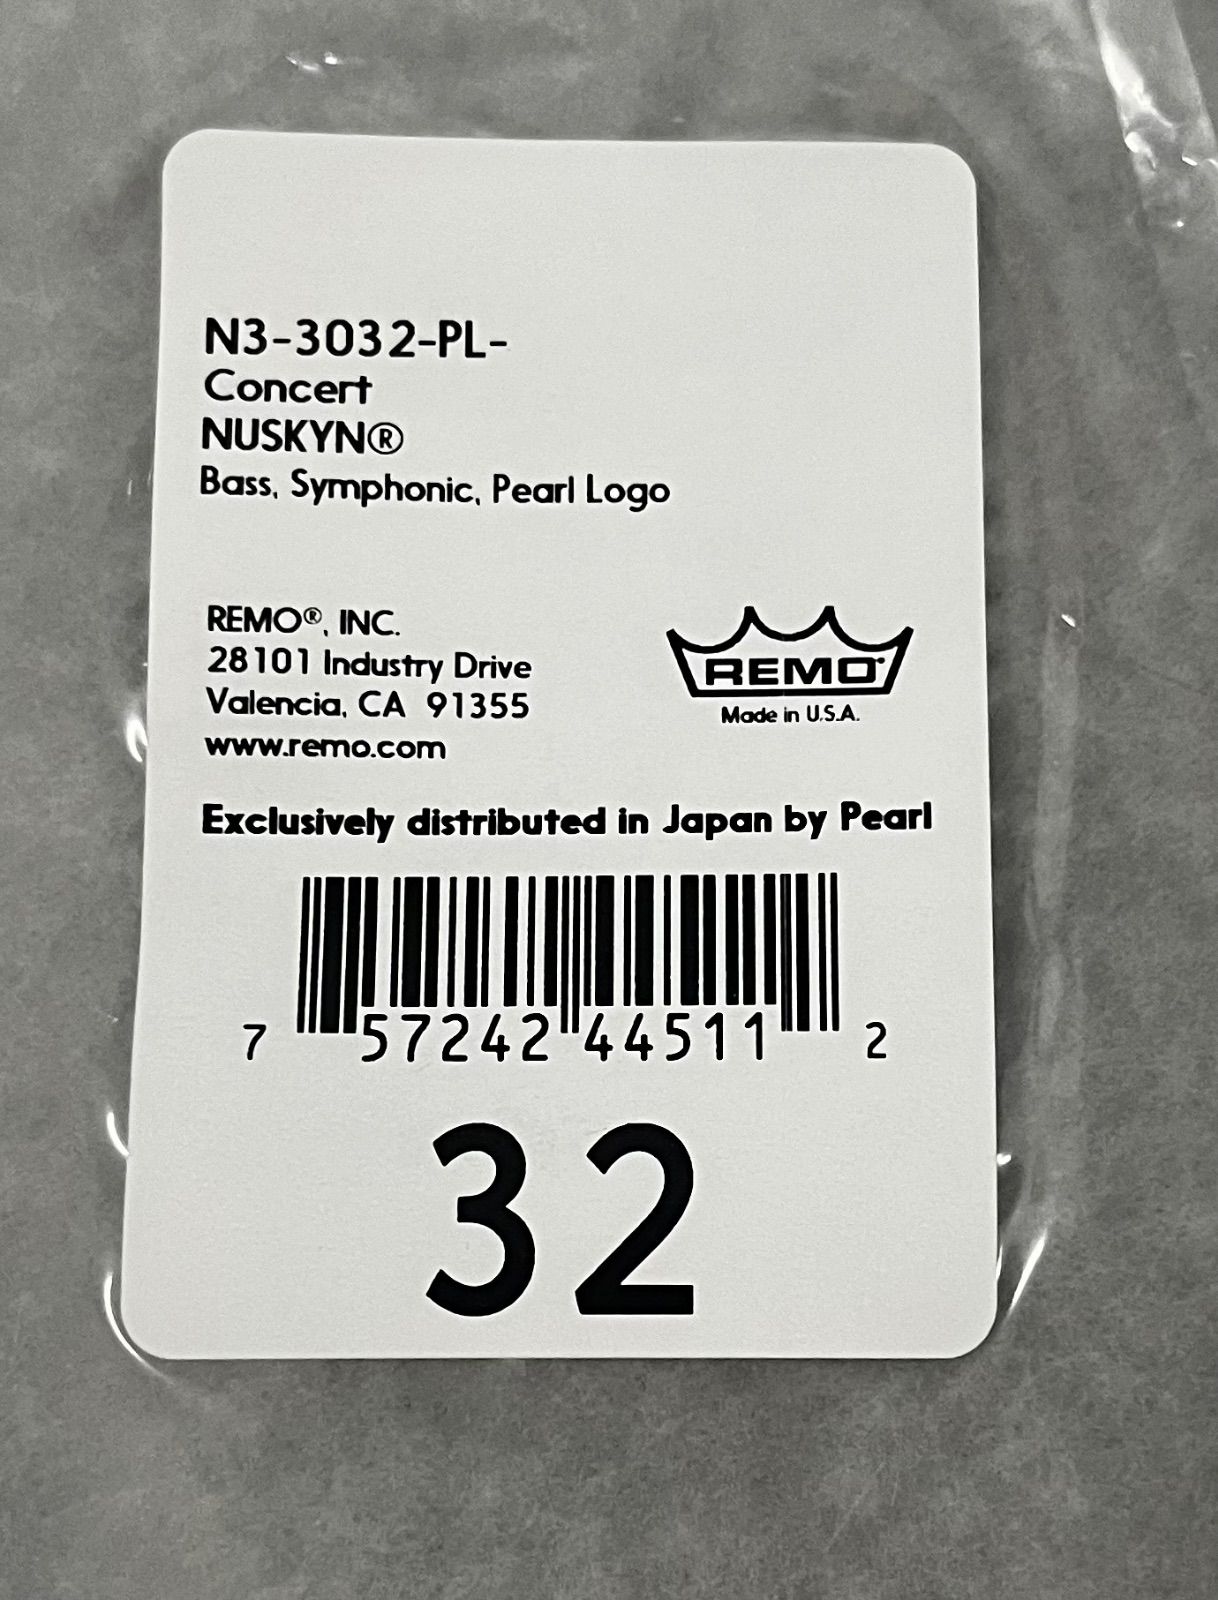 N3-3032-PL-
Concert
NUSKYN®
Bass, Symphonic, Pearl Logo
REMO®, INC.
28101 Industry Drive
Valencia, CA 91355
www.remo.com
REMO®
Made in U.S.A.
Exclusively distributed in Japan by Pearl
7 57242 44511 2
32